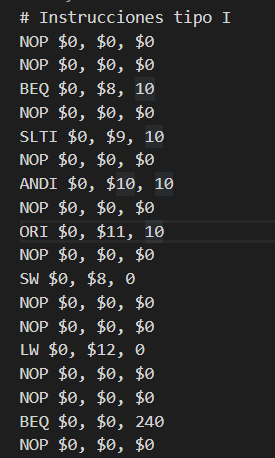 # Instrucciones tipo I
NOP $0, $0, $0
NOP $0, $0, $0
BEQ $0, $8, 10
NOP $0, $0, $0
SLTI $0, $9, 10
NOP $0, $0, $0
ANDI $0, $10, 10
NOP $0, $0, $0
ORI $0, $11, 10
NOP $0, $0, $0
SW $0, $8, 0
NOP $0, $0, $0
NOP $0, $0, $0
LW $0, $12, 0
NOP $0, $0, $0
NOP $0, $0, $0
BEQ $0, $0, 240
NOP $0, $0, $0